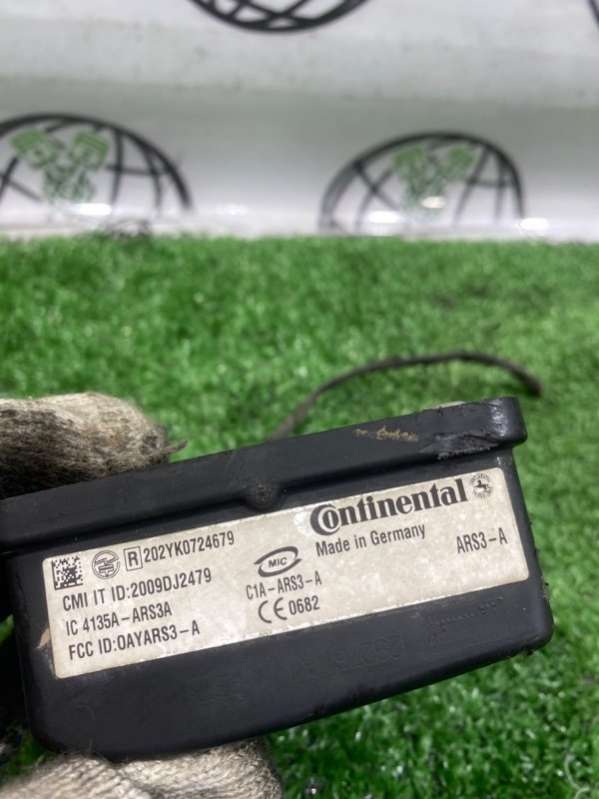 Continental
R 202YK0724679
Made in Germany
ARS3-A
CMI IT ID:2009DJ2479
MIC
C1A-ARS3-A
IC 4135A-ARS3A
CE 0682
FCC ID:OAYARS3-A